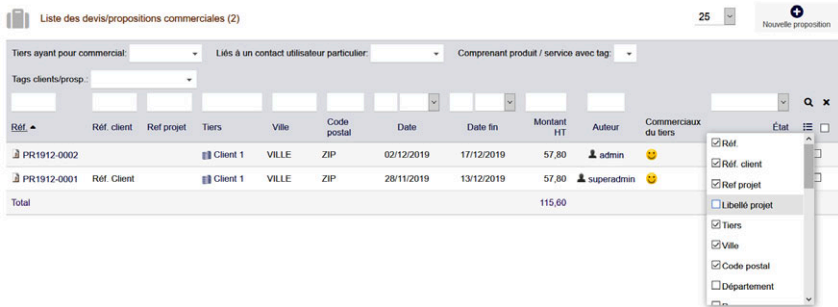 Liste des devis/propositions commerciales (2)
25
Nouvelle proposition
Tiers ayant pour commercial:
Liés à un contact utilisateur particulier:
Comprenant produit / service avec tag:
Tags clients/prosp.:
Réf. Réf. client Ref projet Tiers Ville Code postal Date Date fin Montant HT Auteur Commerciaux du tiers État
PR1912-0002 Client 1 VILLE ZIP 02/12/2019 17/12/2019 57,80 admin
PR1912-0001 Réf. Client Client 1 VILLE ZIP 28/11/2019 13/12/2019 57,80 superadmin
Total 115,60
Réf.
Réf. client
Ref projet
Libellé projet
Tiers
Ville
Code postal
Département